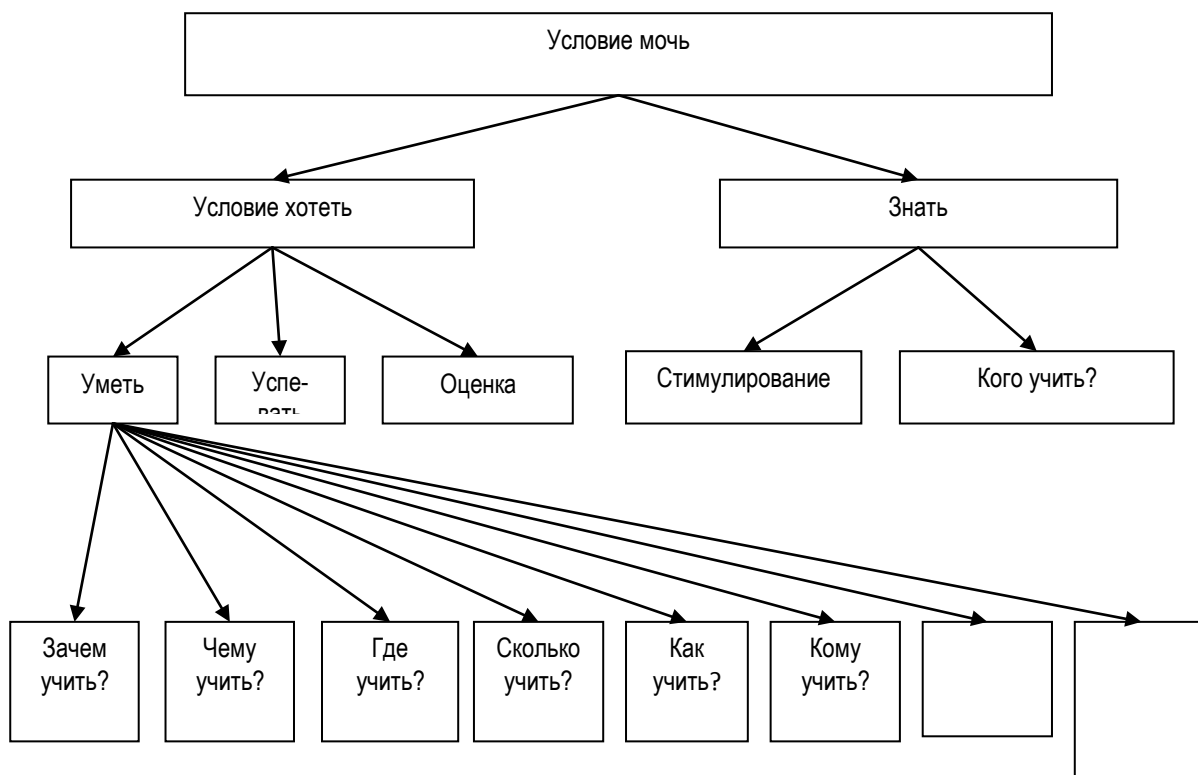 Условие мочь
Условие хотеть
Знать
Уметь
Успе-
вать
Оценка
Стимулирование
Кого учить?
Зачем
учить?
Чему
учить?
Где
учить?
Сколько
учить?
Как
учить?
Кому
учить?